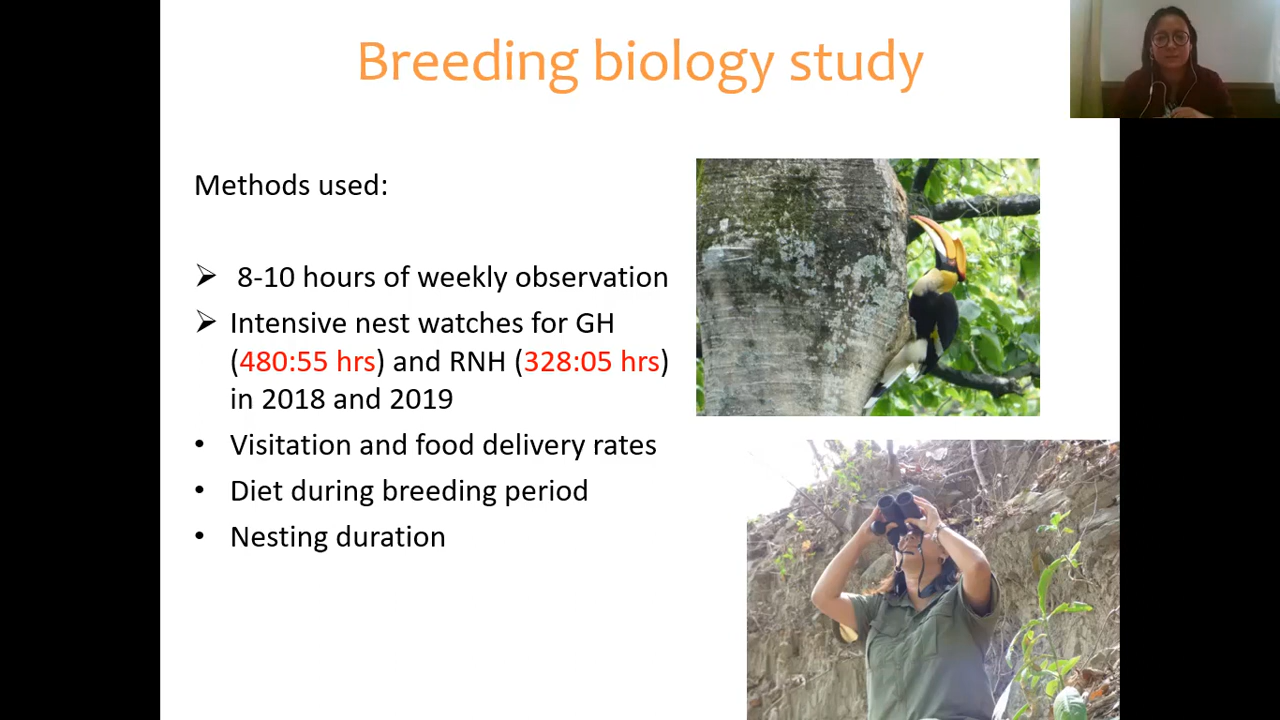 Breeding biology study
Methods used:
➢ 8-10 hours of weekly observation
➢ Intensive nest watches for GH
(480:55 hrs) and RNH (328:05 hrs)
in 2018 and 2019
• Visitation and food delivery rates
• Diet during breeding period
• Nesting duration